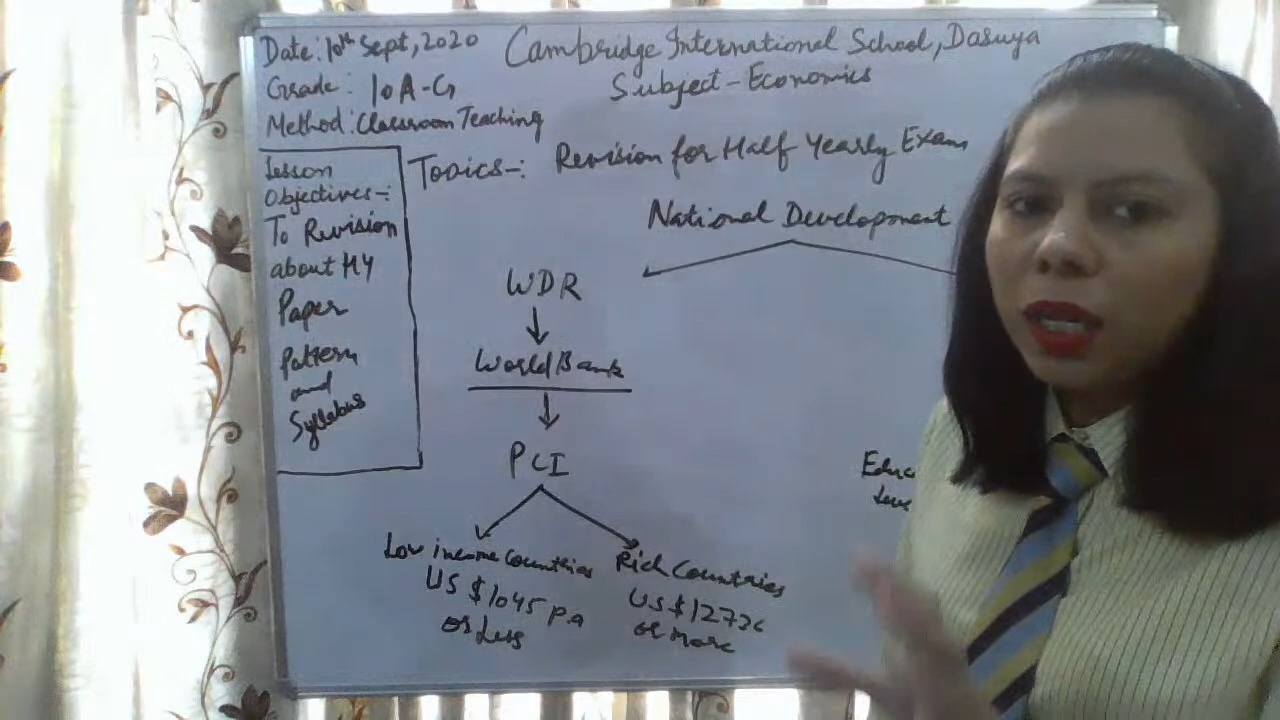 Date: 10th Sept, 2020
Grade: 10 A-G
Method: Classroom Teaching
Cambridge International School, Dasuya
Subject - Economics
Lesson
Objectives-:
To Revision
about HY
Paper
Pattern
and
Syllabus
Topics-: Revision for Half Yearly Exam
National Development
WDR
World Bank
PCI
Low income Countries
US $1045 p.a
or Less
Rich Countries
US $12736
or More
Educ